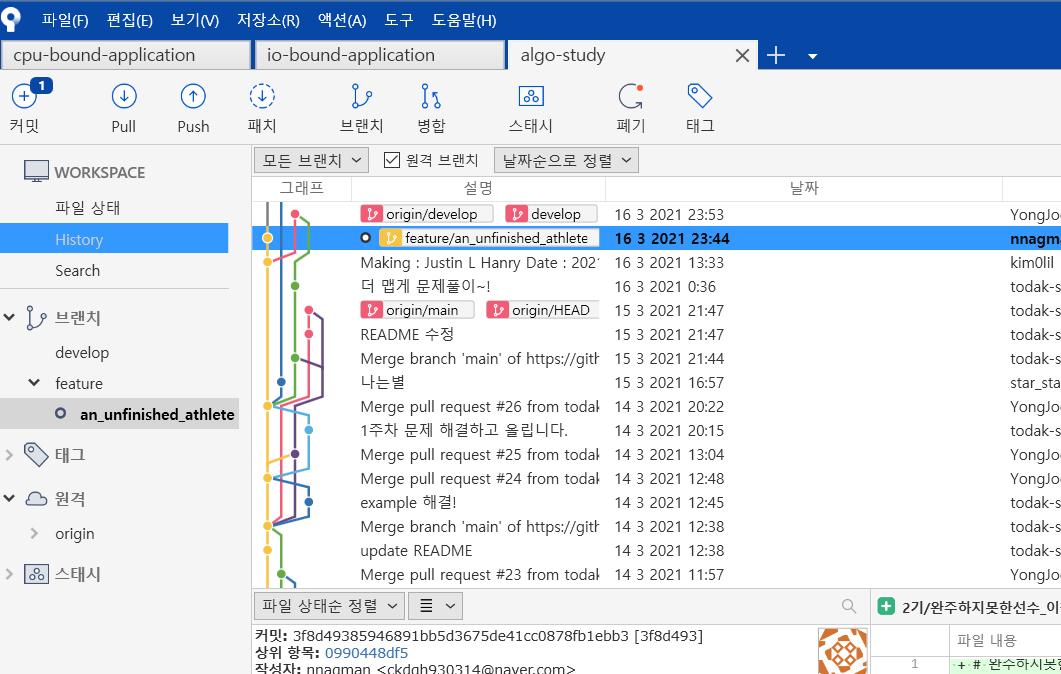 파일(F) 편집(E) 보기(V) 저장소(R) 액션(A) 도구 도움말(H)
cpu-bound-application io-bound-application algo-study
1
커밋 Pull Push 패치 브랜치 병합 스태시 폐기 태그
WORKSPACE
파일 상태
History
Search
브랜치
develop
feature
an_unfinished_athlete
태그
원격
origin
스태시
모든 브랜치 원격 브랜치 날짜순으로 정렬
그래프 설명 날짜
origin/develop develop 16 3 2021 23:53 YongJo
feature/an_unfinished_athlete 16 3 2021 23:44 nnagm
Making : Justin L Hanry Date : 202 16 3 2021 13:33 kim0lil
더 맵게 문제풀이~! 16 3 2021 0:36 todak-s
origin/main origin/HEAD 15 3 2021 21:47 todak-s
README 수정 15 3 2021 21:47 todak-s
Merge branch 'main' of https://gith 15 3 2021 21:44 todak-s
나는별 15 3 2021 16:57 star_sta
Merge pull request #26 from todak 14 3 2021 20:22 YongJo
1주차 문제 해결하고 올립니다. 14 3 2021 20:15 todak-s
Merge pull request #25 from todak 14 3 2021 13:04 YongJo
Merge pull request #24 from todak 14 3 2021 12:48 YongJo
example 해결! 14 3 2021 12:45 todak-s
Merge branch 'main' of https://gith 14 3 2021 12:38 todak-s
update README 14 3 2021 12:38 todak-s
Merge pull request #23 from todak 14 3 2021 11:57 YongJo
파일 상태순 정렬
커밋: 3f8d49385946891bb5d3675de41cc0878fb1ebb3 [3f8d493]
상위 항목: 0990448df5
작성자: nnagman <ckdgh930314@naver.com>
2기/완주하지못한선수_이
파일 내용
1 + # 완주하지못한